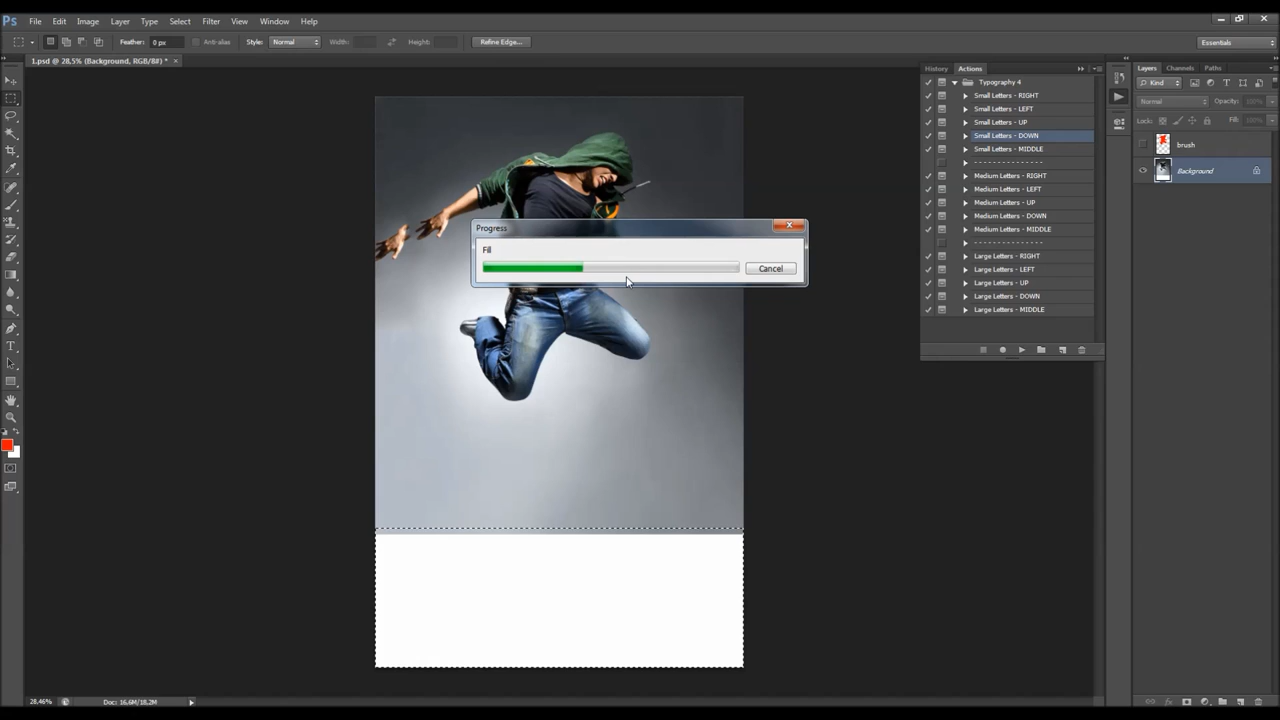 Ps File Edit Image Layer Type Select Filter View Window Help
Feather: 0 px Anti-alias Style: Normal Width: Height: Refine Edge... Essentials
1.psd @ 28,5% (Background, RGB/8#) * ×
History Actions
Typography 4
Small Letters - RIGHT
Small Letters - LEFT
Small Letters - UP
Small Letters - DOWN
Small Letters - MIDDLE
- - - - - - - - - - - - - - -
Medium Letters - RIGHT
Medium Letters - LEFT
Medium Letters - UP
Medium Letters - DOWN
Medium Letters - MIDDLE
- - - - - - - - - - - - - - -
Large Letters - RIGHT
Large Letters - LEFT
Large Letters - UP
Large Letters - DOWN
Large Letters - MIDDLE
Layers Channels Paths
Kind
Normal Opacity: 100%
Lock: Fill: 100%
brush
Background
Progress
Fill
Cancel
28.46% Doc: 16,6M/18,2M